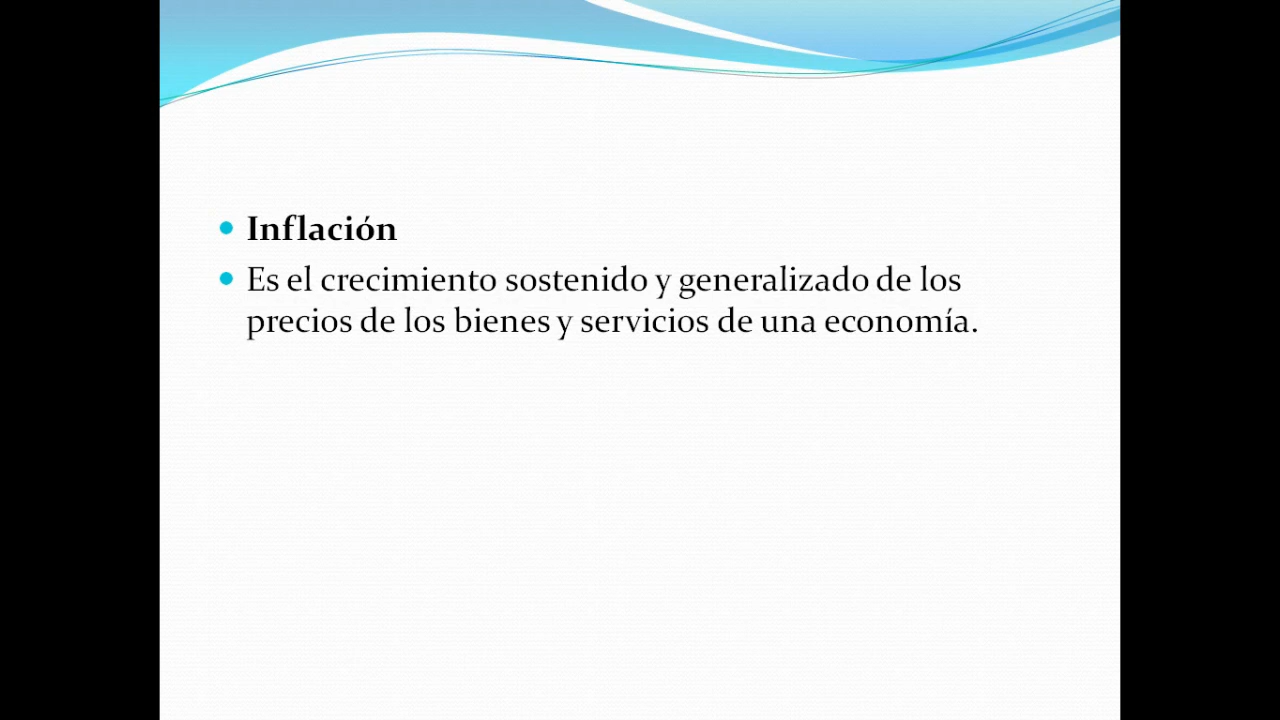 Inflación
Es el crecimiento sostenido y generalizado de los
precios de los bienes y servicios de una economía.